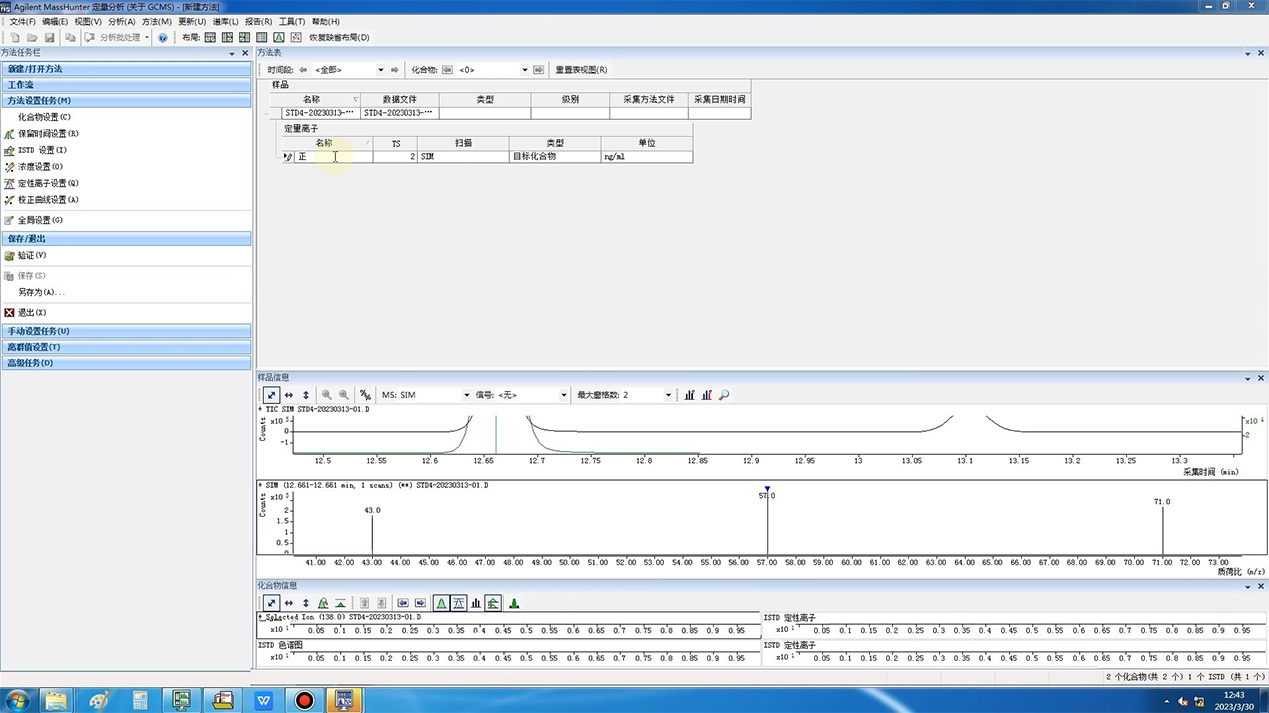 Agilent MassHunter 定量分析 (关于 GCMS) - [新建方法]
文件(F) 编辑(E) 视图(V) 分析(A) 方法(M) 更新(U) 谱库(L) 报告(R) 工具(T) 帮助(H)
分析批处理 布局: 恢复缺省布局(D)
方法任务栏
新建/打开方法
工作流
方法设置任务(M)
化合物设置(C)
保留时间设置(R)
ISTD 设置(I)
浓度设置(O)
定性离子设置(Q)
校正曲线设置(A)
全局设置(G)
保存/退出
验证(V)
保存(S)
另存为(A)...
退出(X)
手动设置任务(U)
离群值设置(T)
高级任务(D)
方法表
时间段: <全部> 化合物: <0> 重置表视图(R)
样品
名称 数据文件 类型 级别 采集方法文件 采集日期时间
STD4-20230313-··· STD4-20230313-···
定量离子
名称 TS 扫描 类型 单位
正 2 SIM 目标化合物 ng/ml
样品信息
MS: SIM 信号: <无> 最大窗格数: 2
+ TIC SIM STD4-20230313-01.D
Counts x10 5
0
-1
x10 4
2
12.5 12.55 12.6 12.65 12.7 12.75 12.8 12.85 12.9 12.95 13 13.05 13.1 13.15 13.2 13.25 13.3
采集时间 (min)
+ SIM (12.661-12.661 min, 1 scans) (**) STD4-20230313-01.D
Counts x10 5
57.0
71.0
43.0
2
1.5
1
0.5
0
41.00 44.00 45.00 46.00 47.00 48.00 50.00 49.00 51.00 52.00 53.00 54.00 55.00 56.00 57.00 58.00 59.00 60.00 61.00 62.00 63.00 64.00 65.00 66.00 67.00 68.00 69.00 70.00 71.00 72.00 73.00
质荷比 (m/z)
化合物信息
+ Selected Ion (138.0) STD4-20230313-01.D
x10 1 0.05 0.1 0.15 0.2 0.25 0.3 0.35 0.4 0.45 0.5 0.55 0.6 0.65 0.7 0.75 0.8 0.85 0.9 0.95
ISTD 定性离子
x10 1 0.05 0.1 0.15 0.2 0.25 0.3 0.35 0.4 0.45 0.5 0.55 0.6 0.65 0.7 0.75 0.8 0.85 0.9 0.95
ISTD 色谱图
x10 1 0.05 0.1 0.15 0.2 0.25 0.3 0.35 0.4 0.45 0.5 0.55 0.6 0.65 0.7 0.75 0.8 0.85 0.9 0.95
ISTD 定性离子
x10 1 0.05 0.1 0.15 0.2 0.25 0.3 0.35 0.4 0.45 0.5 0.55 0.6 0.65 0.7 0.75 0.8 0.85 0.9 0.95
2 个化合物(共 2 个) 1 个 ISTD (共 1 个)
12:43
2023/3/30